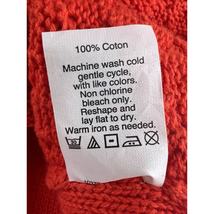 100% Coton
Machine wash cold
gentle cycle,
with like colors.
Non chlorine
bleach only.
Reshape and
lay flat to dry.
Warm iron as needed.